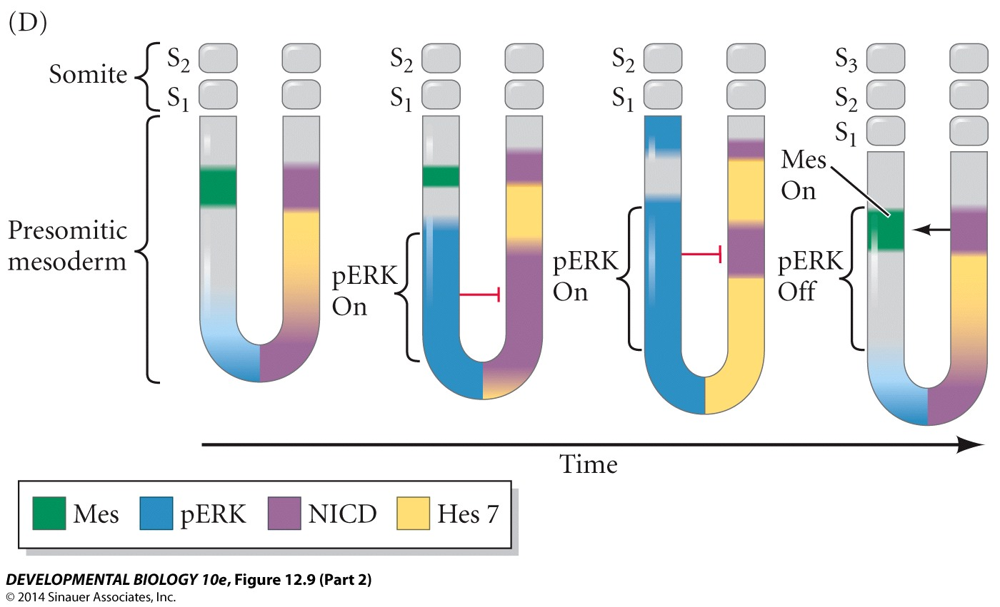 (D)
Somite
S2
S1
S2
S1
S2
S1
S3
S2
S1
Presomitic
mesoderm
pERK
On
pERK
On
Mes
On
pERK
Off
Time
Mes
pERK
NICD
Hes 7
DEVELOPMENTAL BIOLOGY 10e, Figure 12.9 (Part 2)
© 2014 Sinauer Associates, Inc.